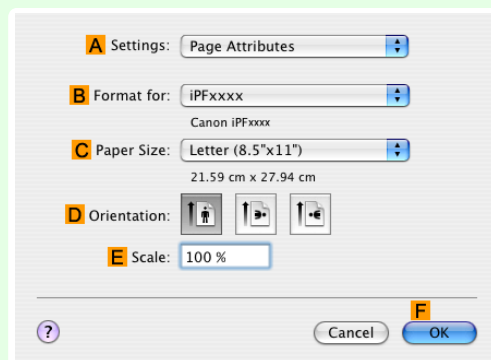 A Settings: Page Attributes
B Format for: iPFxxxx
Canon iPFxxxx
C Paper Size: Letter (8.5"x11")
21.59 cm x 27.94 cm
D Orientation:
E Scale: 100 %
F
? Cancel OK